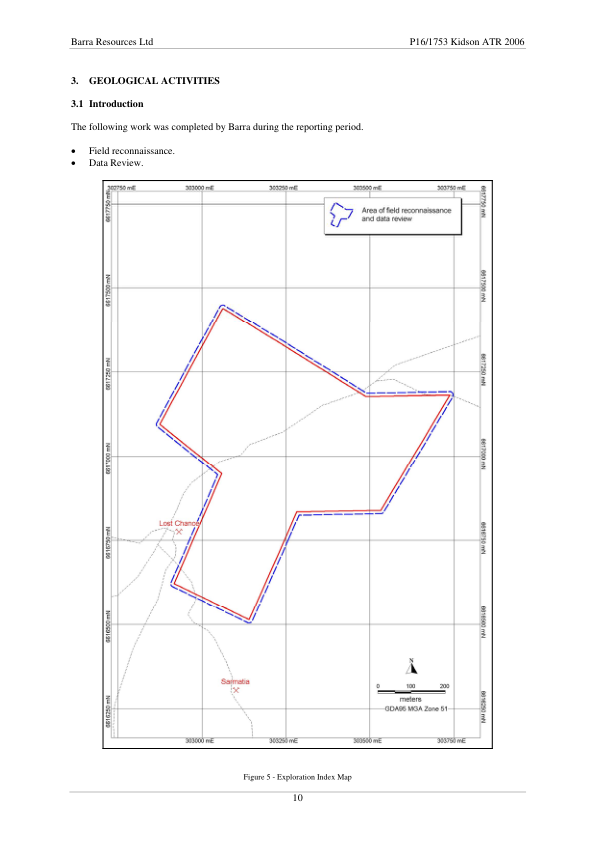 Barra Resources Ltd P16/1753 Kidson ATR 2006
3. GEOLOGICAL ACTIVITIES
3.1 Introduction
The following work was completed by Barra during the reporting period.
• Field reconnaissance.
• Data Review.
302750 mE 303000 mE 303250 mE 303500 mE 303750 mE
6617750 mN 6617750 mN
Area of field reconnaissance
and data review
6617500 mN 6617500 mN
6617250 mN 6617250 mN
6617000 mN 6617000 mN
Lost Chance
6616750 mN 6616750 mN
6616500 mN 6616500 mN
Sarmatia
N
0 100 200
meters
GDA95 MGA Zone 51
6616250 mN 6616250 mN
303000 mE 303250 mE 303500 mE 303750 mE
Figure 5 - Exploration Index Map
10